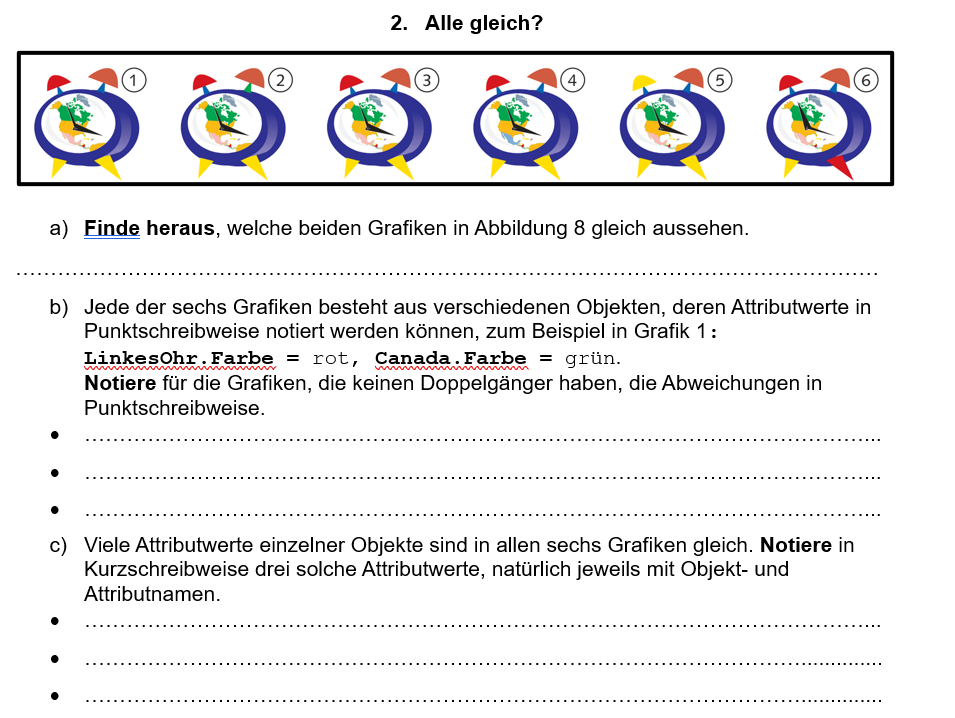 2. Alle gleich?
1 2 3 4 5 6
a) Finde heraus, welche beiden Grafiken in Abbildung 8 gleich aussehen.
……………………………………………………………………………………………………………
b) Jede der sechs Grafiken besteht aus verschiedenen Objekten, deren Attributwerte in
Punktschreibweise notiert werden können, zum Beispiel in Grafik 1:
LinkesOhr.Farbe = rot, Canada.Farbe = grün.
Notiere für die Grafiken, die keinen Doppelgänger haben, die Abweichungen in
Punktschreibweise.
• …………………………………………………………………………………………………...
• …………………………………………………………………………………………………...
• …………………………………………………………………………………………………...
c) Viele Attributwerte einzelner Objekte sind in allen sechs Grafiken gleich. Notiere in
Kurzschreibweise drei solche Attributwerte, natürlich jeweils mit Objekt- und
Attributnamen.
• …………………………………………………………………………………………………...
• …………………………………………………………………………………………...............
• …………………………………………………………………………………………...............